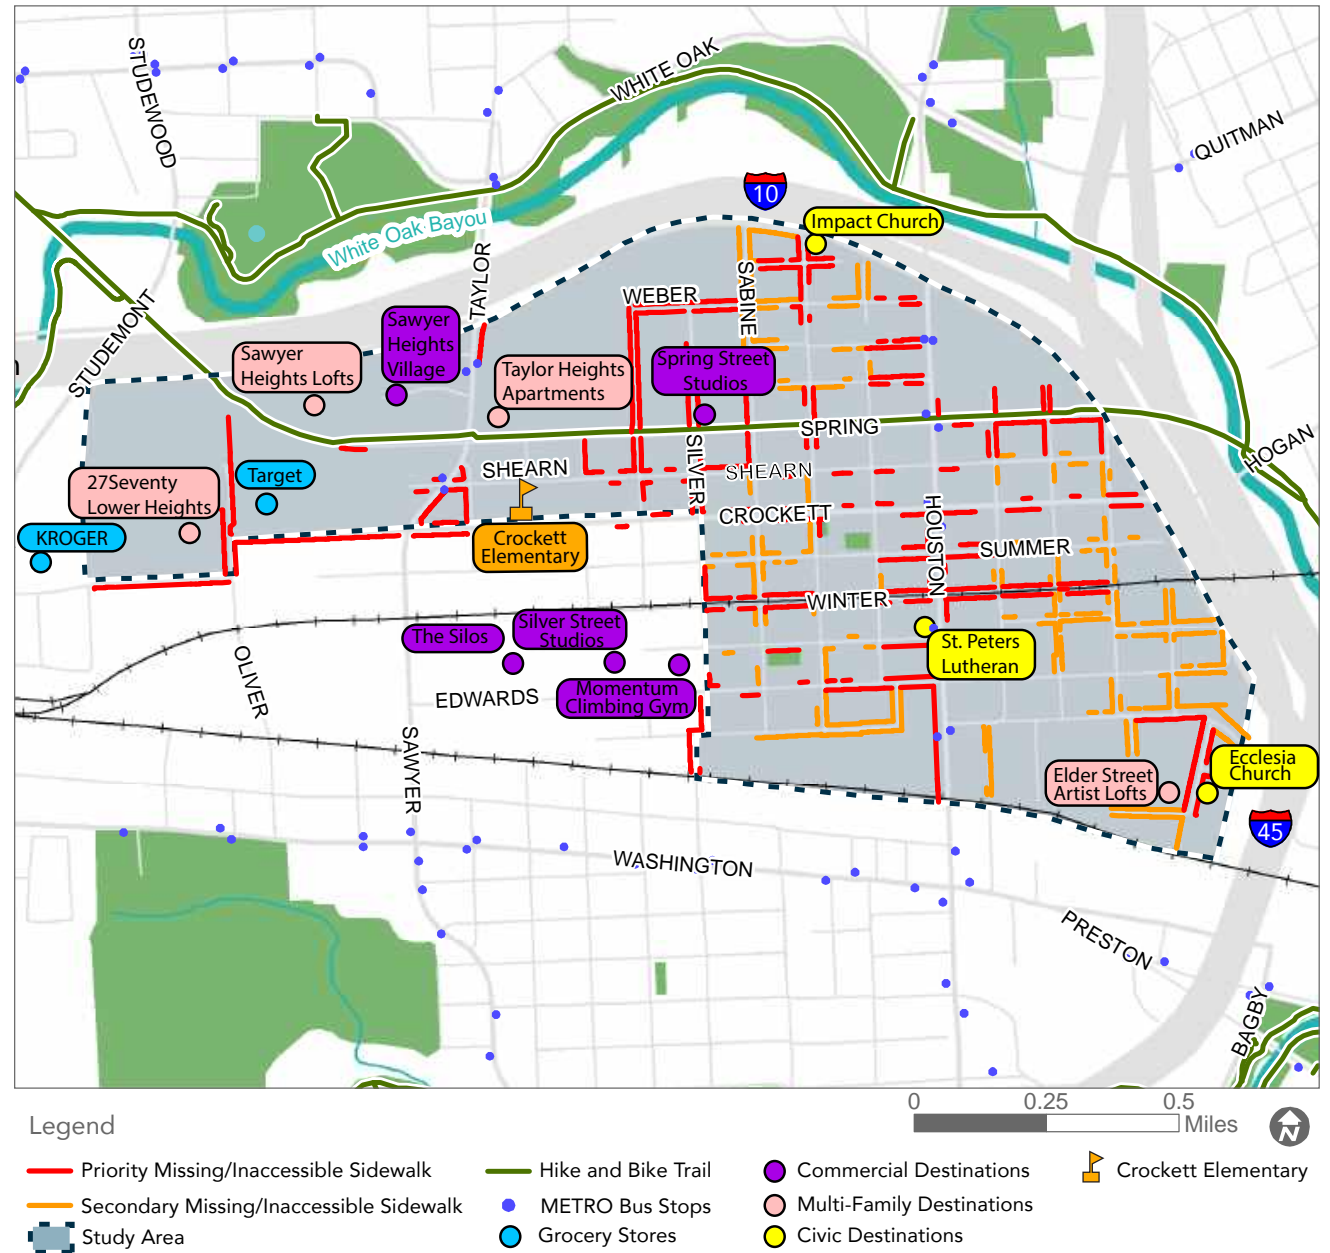 STUDEWOOD
WHITE OAK
QUITMAN
10
Impact Church
White Oak Bayou
TAYLOR
SABINE
WEBER
STUDEMONT
Sawyer
Heights
Village
Sawyer
Heights Lofts
Taylor Heights
Apartments
Spring Street
Studios
SPRING
HOGAN
SHEARN
SILVER
SHEARN
27Seventy
Lower Heights
Target
KROGER
CROCKETT
HOUSTON
Crockett
Elementary
SUMMER
WINTER
The Silos
Silver Street
Studios
St. Peters
Lutheran
OLIVER
EDWARDS
Momentum
Climbing Gym
SAWYER
Elder Street
Artist Lofts
Ecclesia
Church
45
WASHINGTON
PRESTON
BAGBY
0 0.25 0.5
Miles
N
Legend
Priority Missing/Inaccessible Sidewalk
Secondary Missing/Inaccessible Sidewalk
Study Area
Hike and Bike Trail
METRO Bus Stops
Grocery Stores
Commercial Destinations
Multi-Family Destinations
Civic Destinations
Crockett Elementary